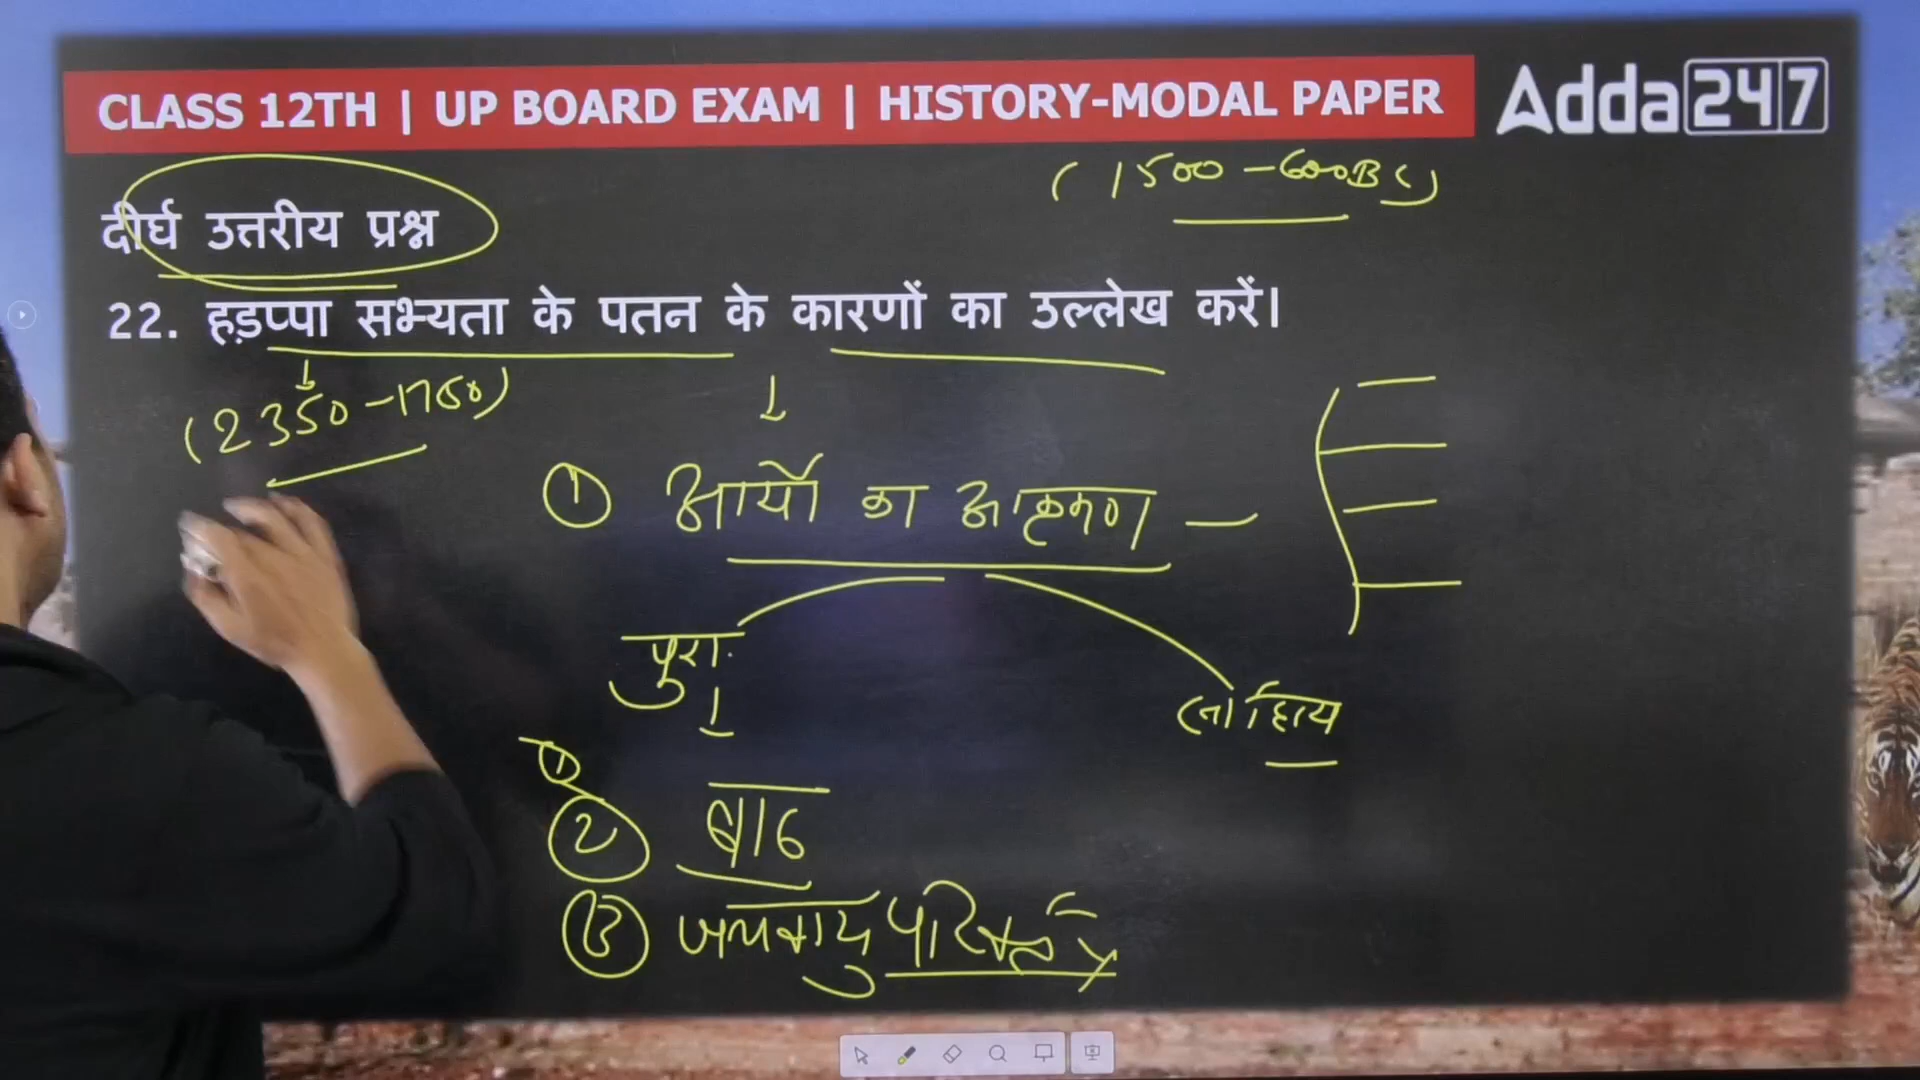 CLASS 12TH | UP BOARD EXAM | HISTORY-MODAL PAPER
Adda247
(1500-600BC)
दीर्घ उत्तरीय प्रश्न
22. हड़प्पा सभ्यता के पतन के कारणों का उल्लेख करें।
(2350-1750)
① आर्यों का आक्रमण —
पुरा.
साहित्य
①
② बाढ
③ जलवायु परिवर्तन